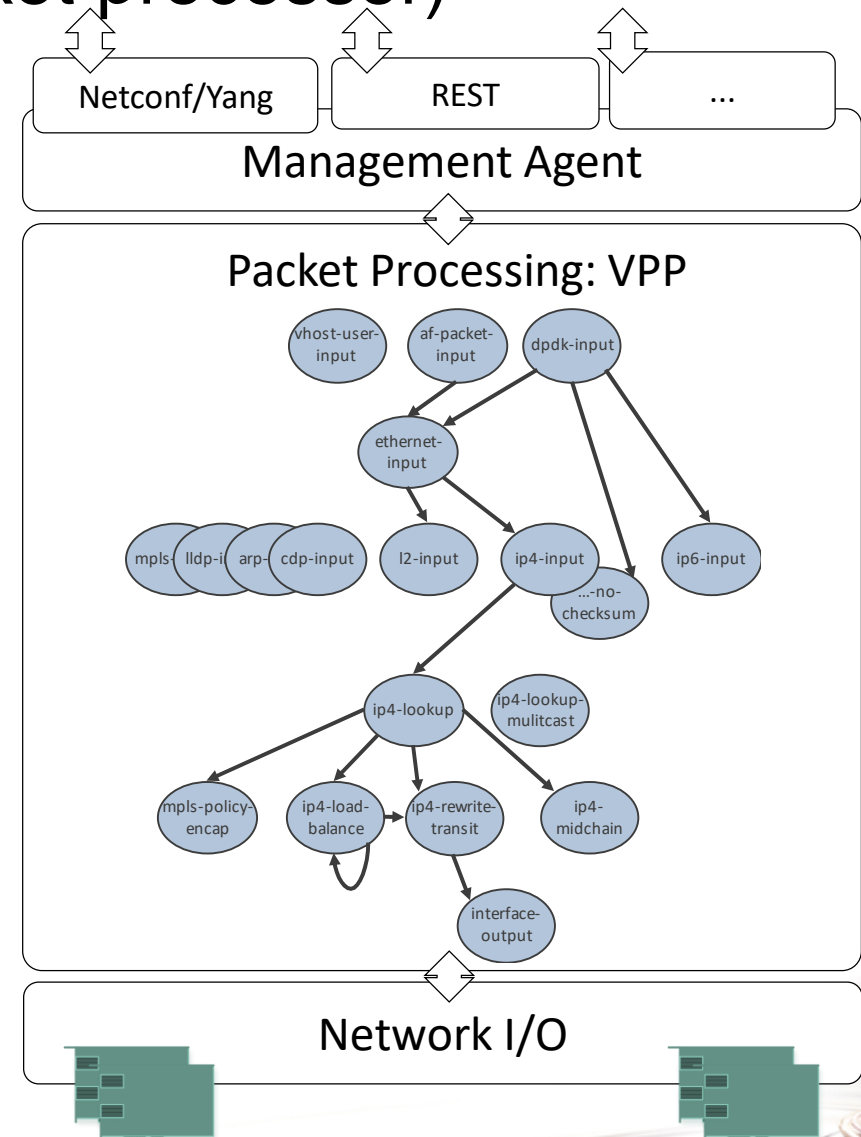 ket processor)
Netconf/Yang
REST
...
Management Agent
Packet Processing: VPP
vhost-user-
input
af-packet-
input
dpdk-input
ethernet-
input
mpls-
lldp-i
arp-
cdp-input
l2-input
ip4-input
ip6-input
...-no-
checksum
ip4-lookup
ip4-lookup-
mulitcast
mpls-policy-
encap
ip4-load-
balance
ip4-rewrite-
transit
ip4-
midchain
interface-
output
Network I/O